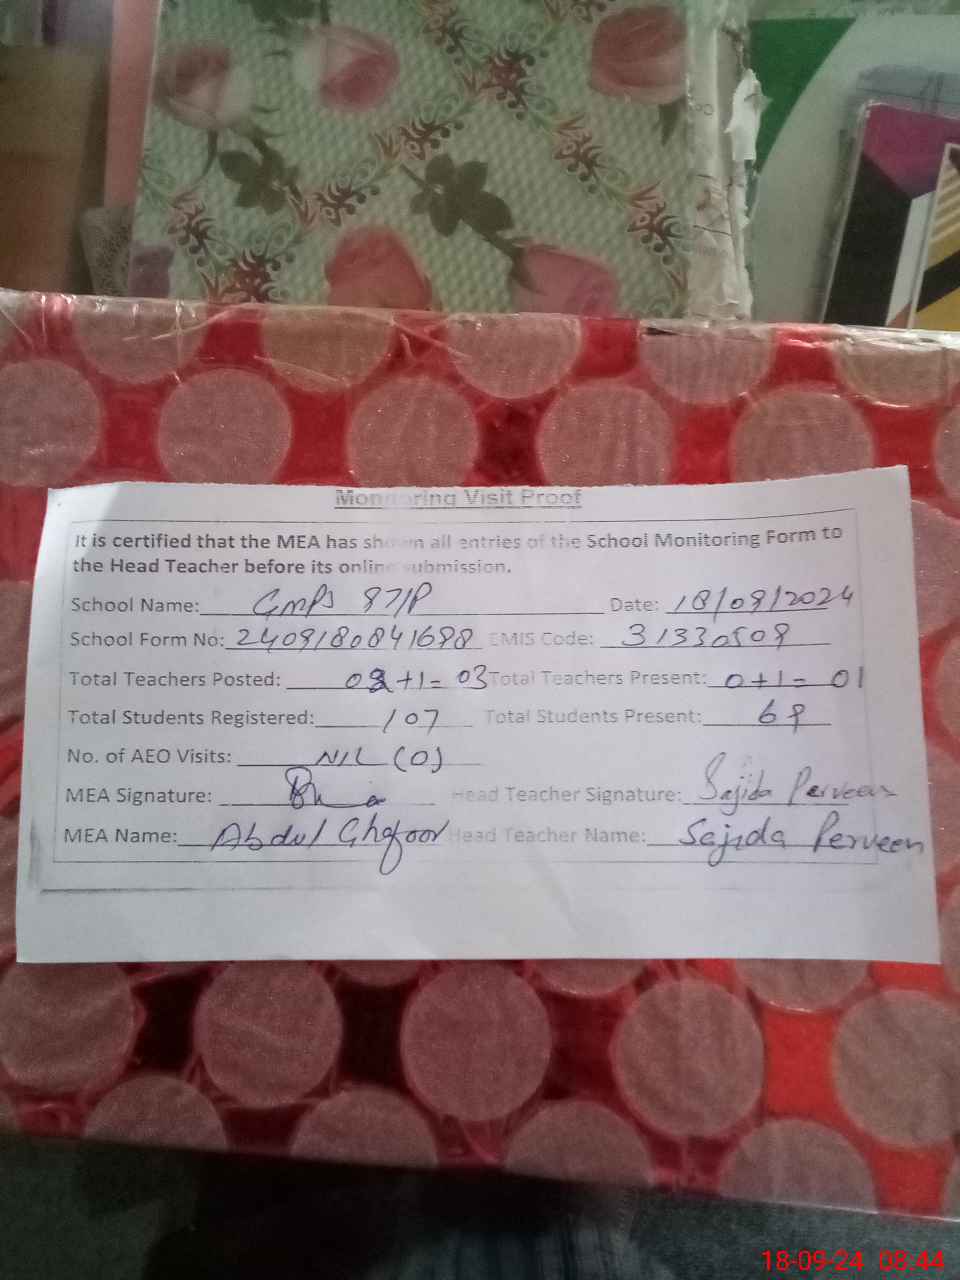 Monitoring Visit Proof
It is certified that the MEA has shown all entries of the School Monitoring Form to
the Head Teacher before its online submission.
School Name: GMPS 87/P Date: 18/09/2024
School Form No: 2409180841698 EMIS Code: 31330509
Total Teachers Posted: 02+1= 03 Total Teachers Present: 0+1= 01
Total Students Registered: 107 Total Students Present: 69
No. of AEO Visits: NIL (0)
MEA Signature: Head Teacher Signature: Sajida Perveen
MEA Name: Abdul Ghafoor Head Teacher Name: Sajida Perveen
18-09-24 08:44